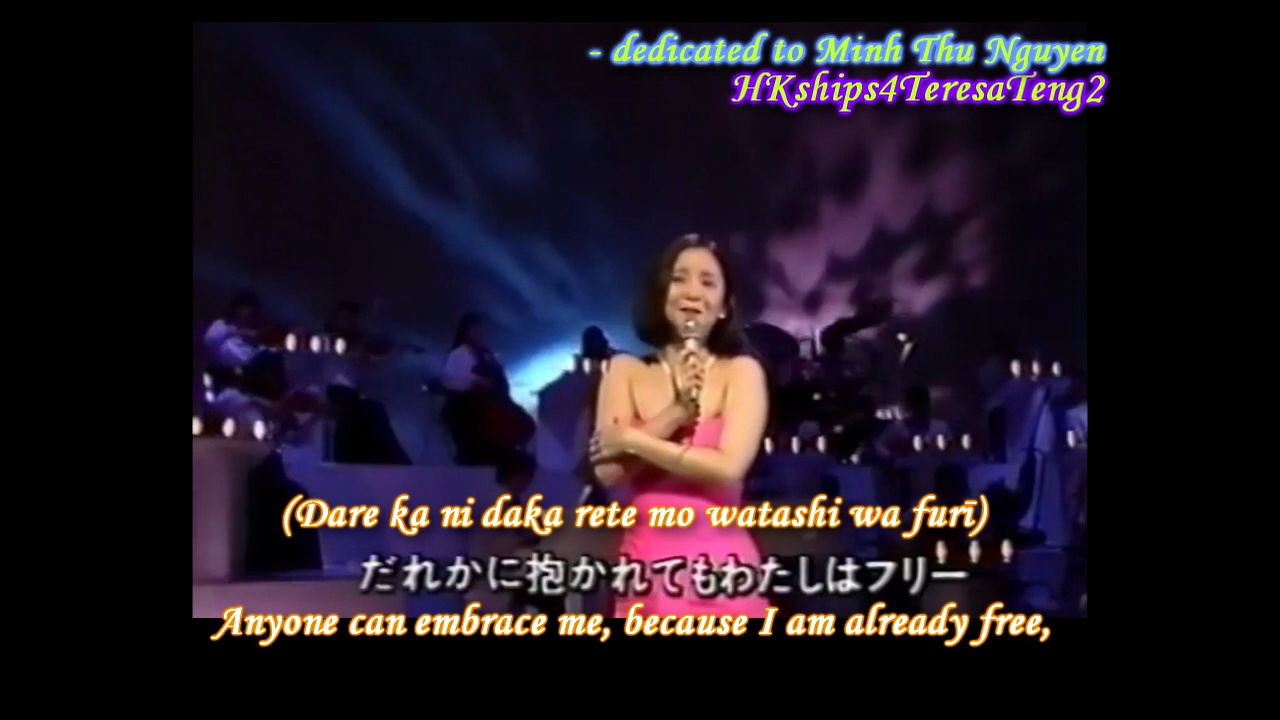 - dedicated to Minh Thu Nguyen
HKships4TeresaTeng2
(Dare ka ni daka rete mo watashi wa furī)
だれかに抱かれてもわたしはフリー
Anyone can embrace me, because I am already free,